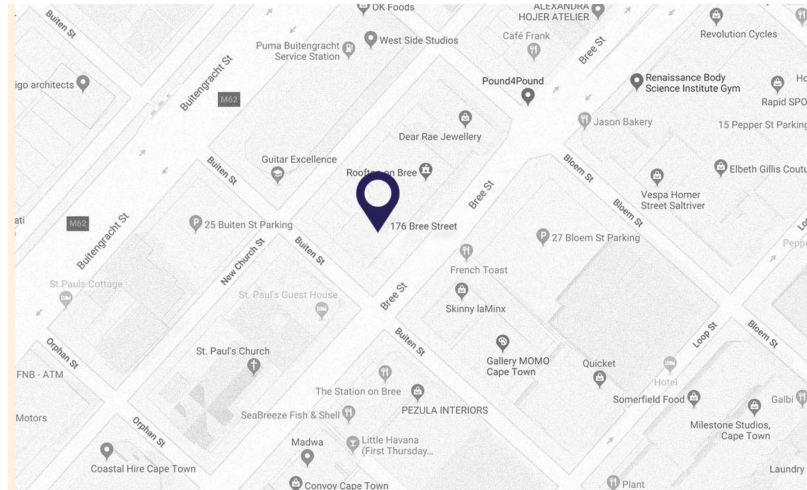 Buiten St
OK Foods
ALEXANDRA
HOJER ATELIER
Revolution Cycles
Puma Buitengracht
Service Station
West Side Studios
Café Frank
Bree St
igo architects
Buitengracht St
M62
Pound4Pound
Renaissance Body
Science Institute Gym
Rapid SPO
Jason Bakery
15 Pepper St Parking
Dear Rae Jewellery
Buiten St
Guitar Excellence
Rooftop on Bree
Bloem St
Elbeth Gillis Coutu
Vespa Homer
Street Saltriver
Bree St
Bloem St
ati
M62
Buitengracht St
25 Buiten St Parking
176 Bree Street
27 Bloem St Parking
New Church St
Buiten St
French Toast
St.Pauls Cottage
St. Paul's Guest House
Bree St
Skinny laMinx
Orphan St
Buiten St
Loop St
Bloem St
St. Paul's Church
Gallery MOMO
Cape Town
Quicket
Hotel
FNB - ATM
The Station on Bree
PEZULA INTERIORS
Somerfield Food
Galbi
Motors
Orphan St
SeaBreeze Fish & Shell
Milestone Studios,
Cape Town
Madwa
Little Havana
(First Thursday...
Coastal Hire Cape Town
Laundry
Convoy Cape Town
Plant